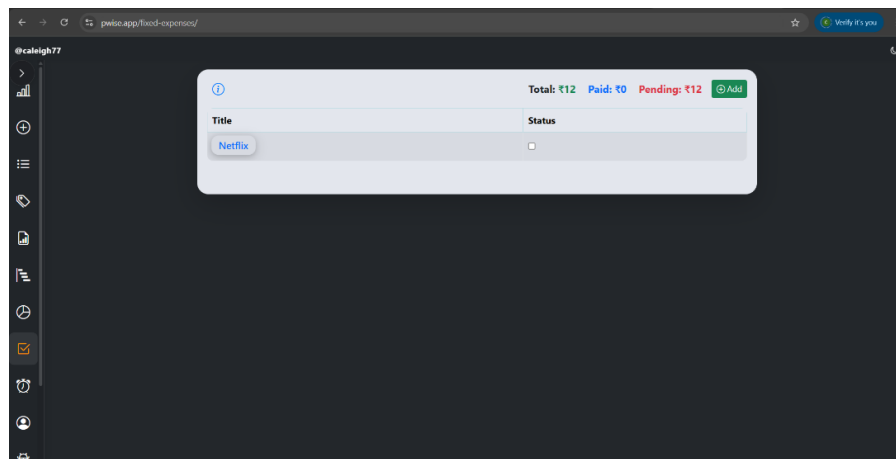 pwise.app/fixed-expenses/
Verify it's you
@caleigh77
Total: ₹12 Paid: ₹0 Pending: ₹12 Add
Title Status
Netflix